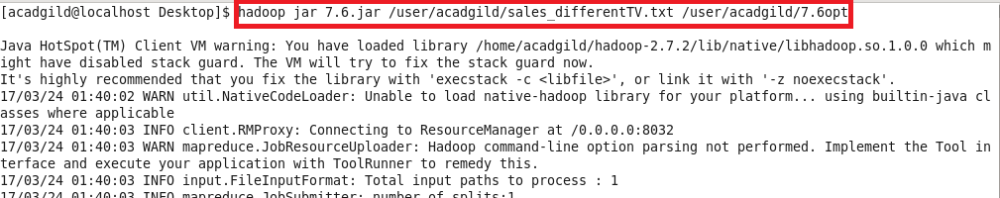 [acadgild@localhost Desktop]$ hadoop jar 7.6.jar /user/acadgild/sales_differentTV.txt /user/acadgild/7.6opt
Java HotSpot(TM) Client VM warning: You have loaded library /home/acadgild/hadoop-2.7.2/lib/native/libhadoop.so.1.0.0 which m
ight have disabled stack guard. The VM will try to fix the stack guard now.
It's highly recommended that you fix the library with 'execstack -c <libfile>', or link it with '-z noexecstack'.
17/03/24 01:40:02 WARN util.NativeCodeLoader: Unable to load native-hadoop library for your platform... using builtin-java cl
asses where applicable
17/03/24 01:40:03 INFO client.RMProxy: Connecting to ResourceManager at /0.0.0.0:8032
17/03/24 01:40:03 WARN mapreduce.JobResourceUploader: Hadoop command-line option parsing not performed. Implement the Tool in
terface and execute your application with ToolRunner to remedy this.
17/03/24 01:40:03 INFO input.FileInputFormat: Total input paths to process : 1
17/03/24 01:40:03 INFO mapreduce.JobSubmitter: number of splits:1